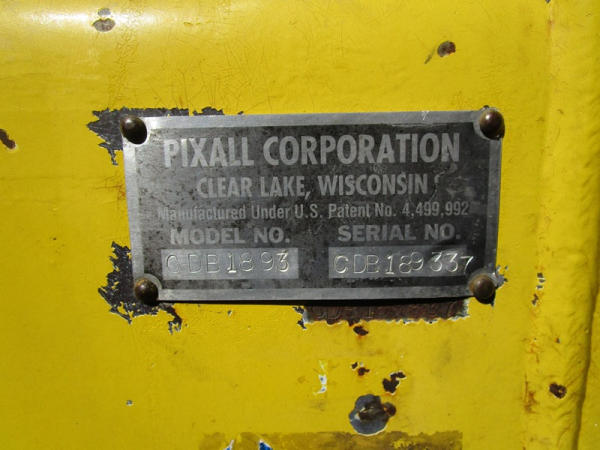 PIXALL CORPORATION
CLEAR LAKE, WISCONSIN
Manufactured Under U.S. Patent No. 4,499,992
MODEL NO. SERIAL NO.
CDB1893 CDB189337